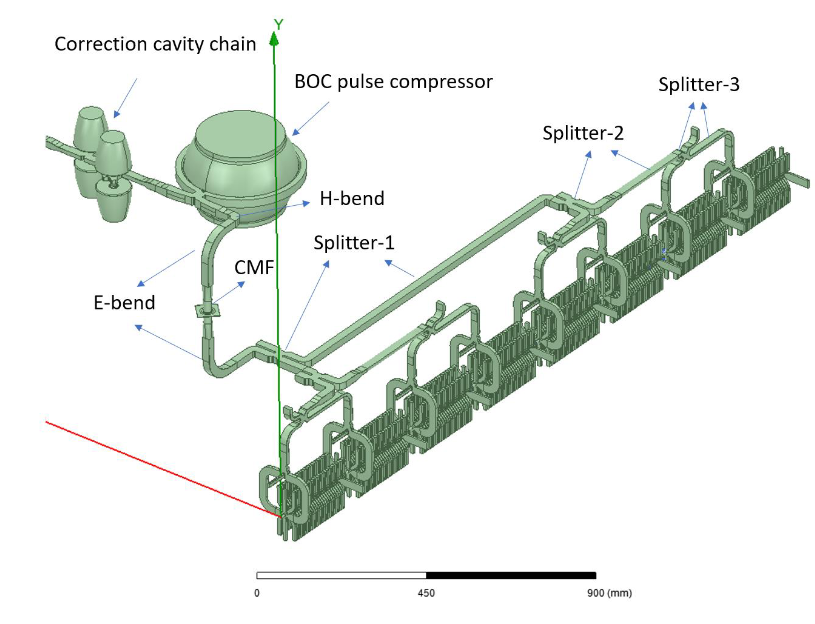 Y
Correction cavity chain
BOC pulse compressor
Splitter-3
Splitter-2
H-bend
Splitter-1
CMF
E-bend
0
450
900 (mm)